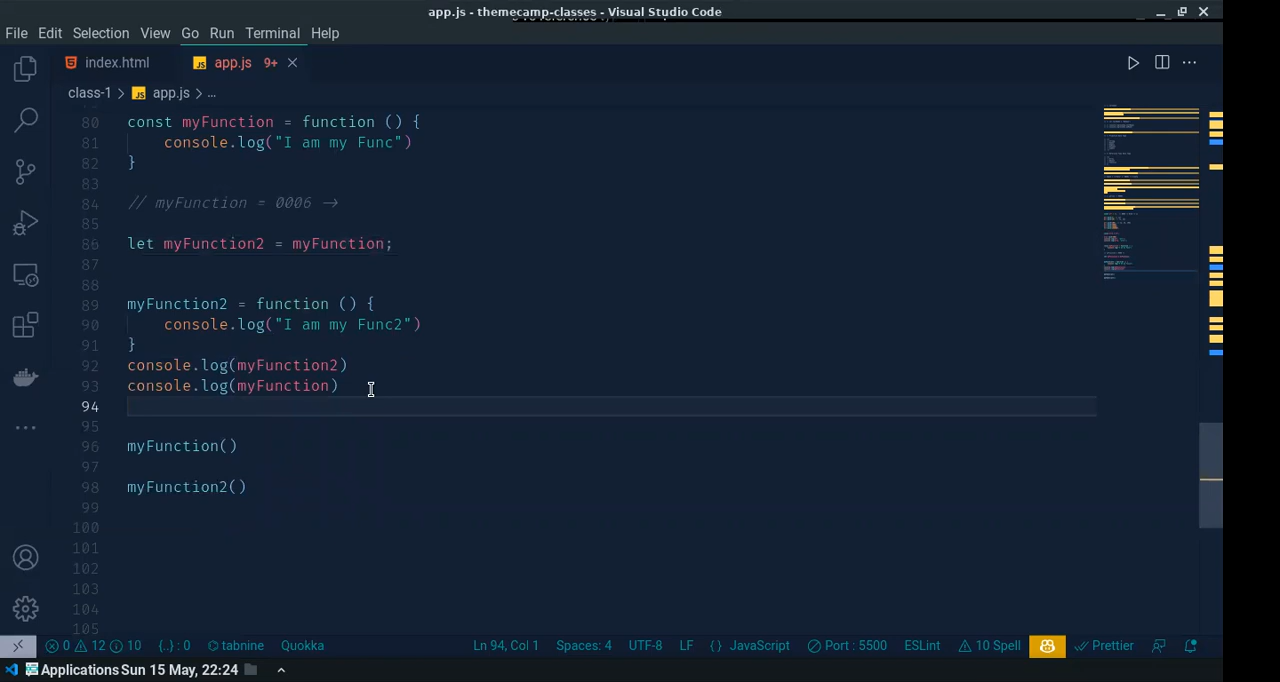 app.js - themecamp-classes - Visual Studio Code
File Edit Selection View Go Run Terminal Help
index.html JS app.js 9+
class-1 > JS app.js > ...
80 const myFunction = function () {
81 console.log("I am my Func")
82 }
83
84 // myFunction = 0006 ->
85
86 let myFunction2 = myFunction;
87
88
89 myFunction2 = function () {
90 console.log("I am my Func2")
91 }
92 console.log(myFunction2)
93 console.log(myFunction)
94
95
96 myFunction()
97
98 myFunction2()
99
100
101
102
103
104
105
0 12 10 {..} : 0 tabnine Quokka Ln 94, Col 1 Spaces: 4 UTF-8 LF {} JavaScript Port : 5500 ESLint 10 Spell Prettier
Applications Sun 15 May, 22:24